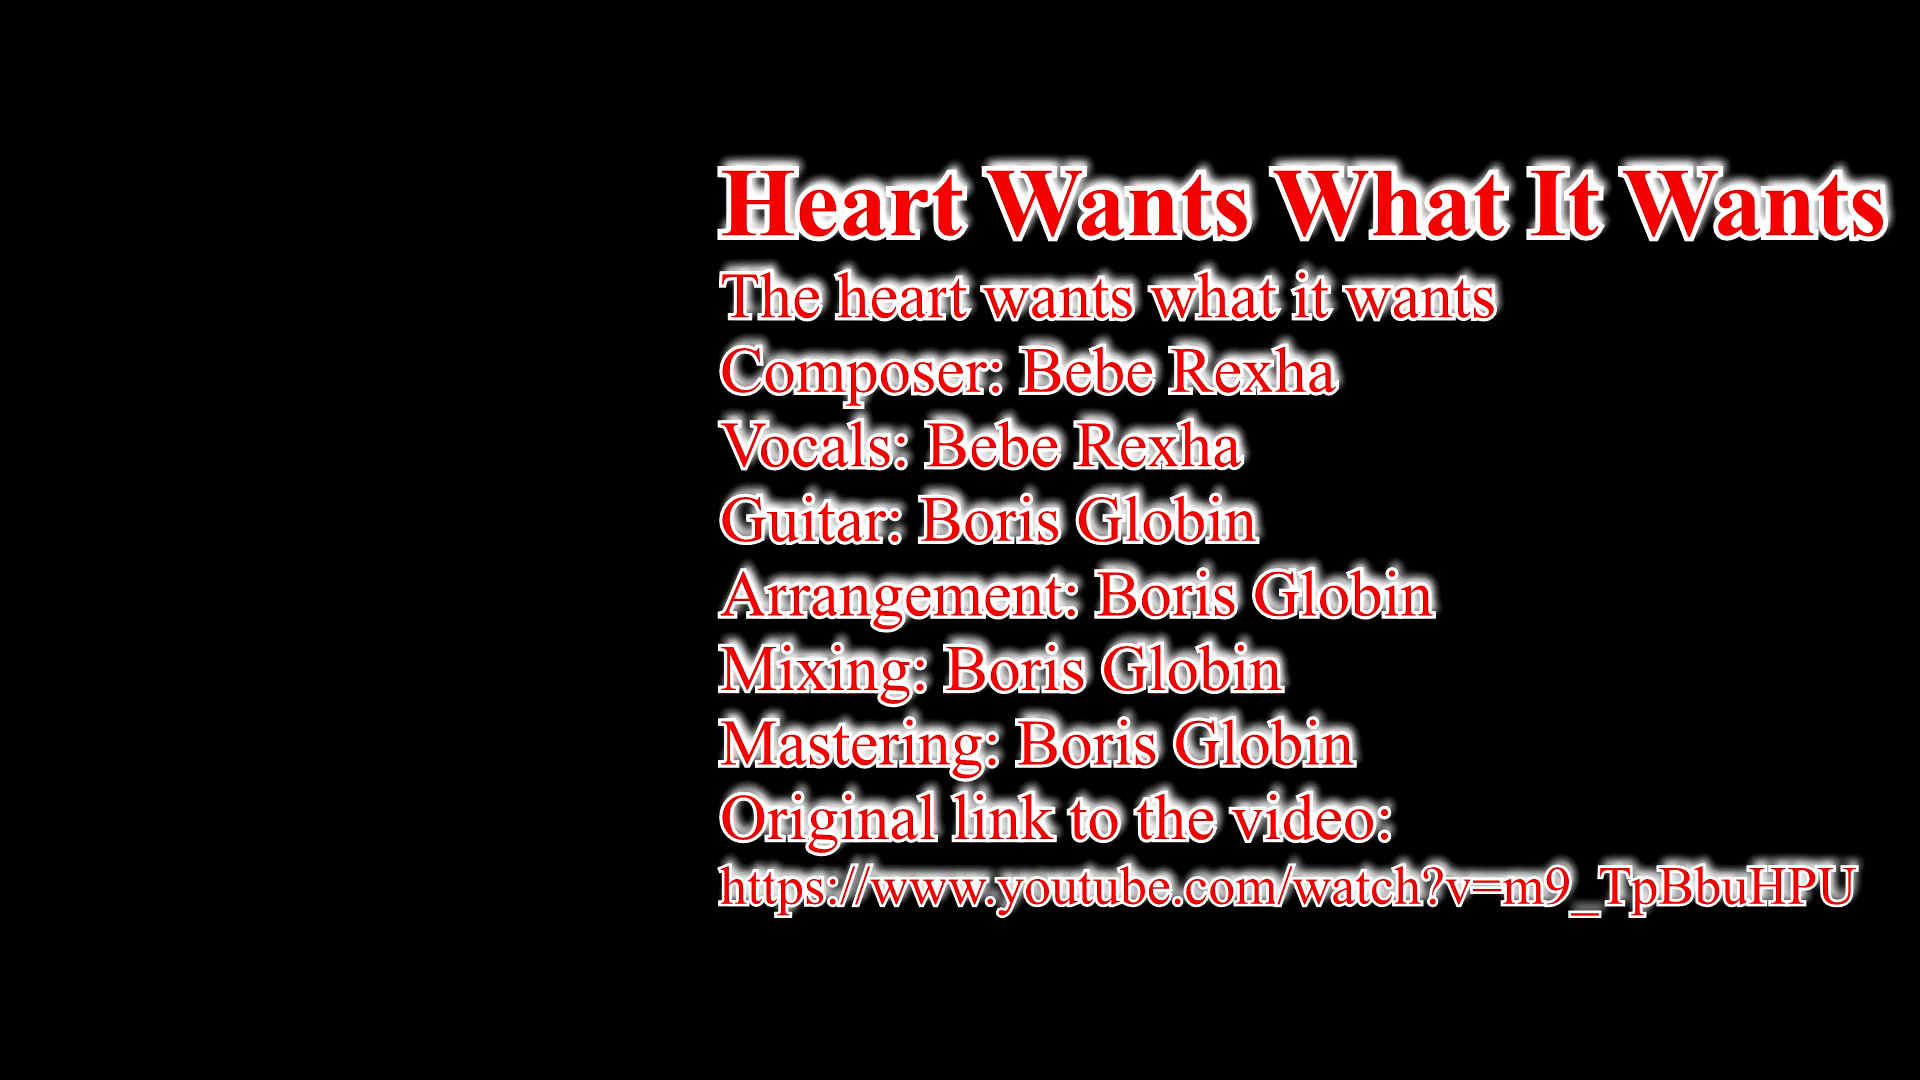 Heart Wants What It Wants
The heart wants what it wants
Composer: Bebe Rexha
Vocals: Bebe Rexha
Guitar: Boris Globin
Arrangement: Boris Globin
Mixing: Boris Globin
Mastering: Boris Globin
Original link to the video:
https://www.youtube.com/watch?v=m9_TpBbuHPU